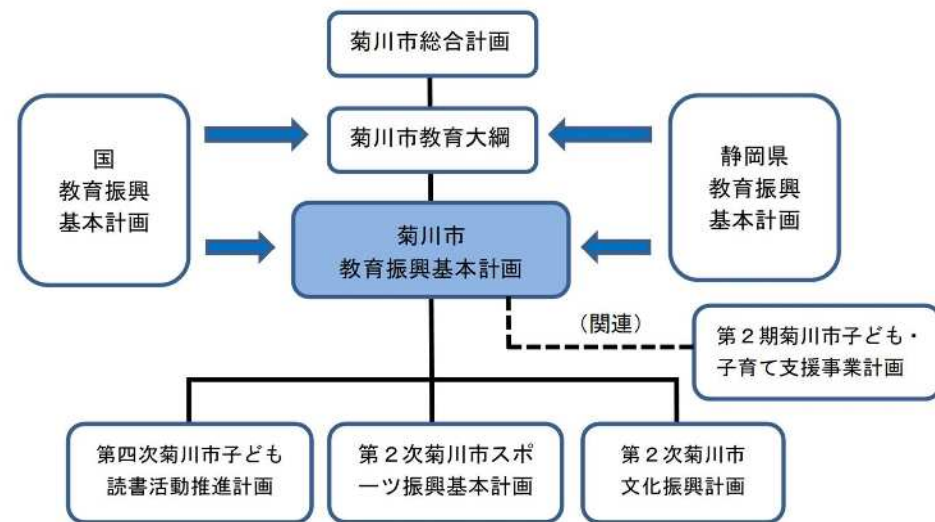 菊川市総合計画
菊川市教育大綱
国
教育振興
基本計画
静岡県
教育振興
基本計画
菊川市
教育振興基本計画
（関連）
第２期菊川市子ども・
子育て支援事業計画
第四次菊川市子ども
読書活動推進計画
第２次菊川市スポ
ーツ振興基本計画
第２次菊川市
文化振興計画